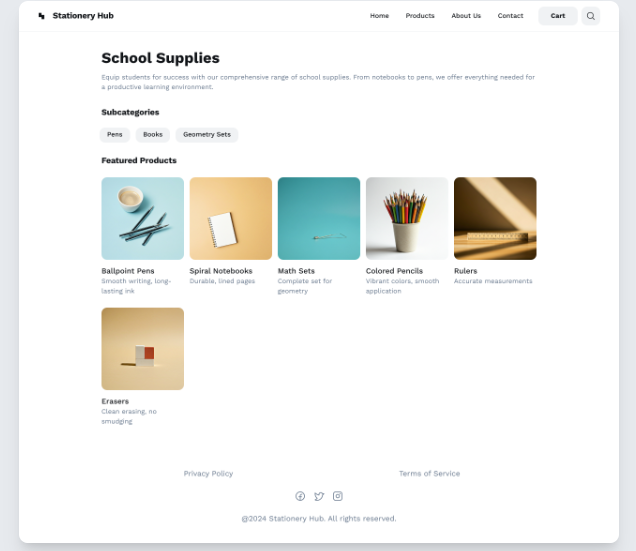 Stationery Hub
Home Products About Us Contact Cart
School Supplies
Equip students for success with our comprehensive range of school supplies. From notebooks to pens, we offer everything needed for
a productive learning environment.
Subcategories
Pens Books Geometry Sets
Featured Products
Ballpoint Pens
Smooth writing, long-
lasting ink
Spiral Notebooks
Durable, lined pages
Math Sets
Complete set for
geometry
Colored Pencils
Vibrant colors, smooth
application
Rulers
Accurate measurements
Erasers
Clean erasing, no
smudging
Privacy Policy Terms of Service
@2024 Stationery Hub. All rights reserved.